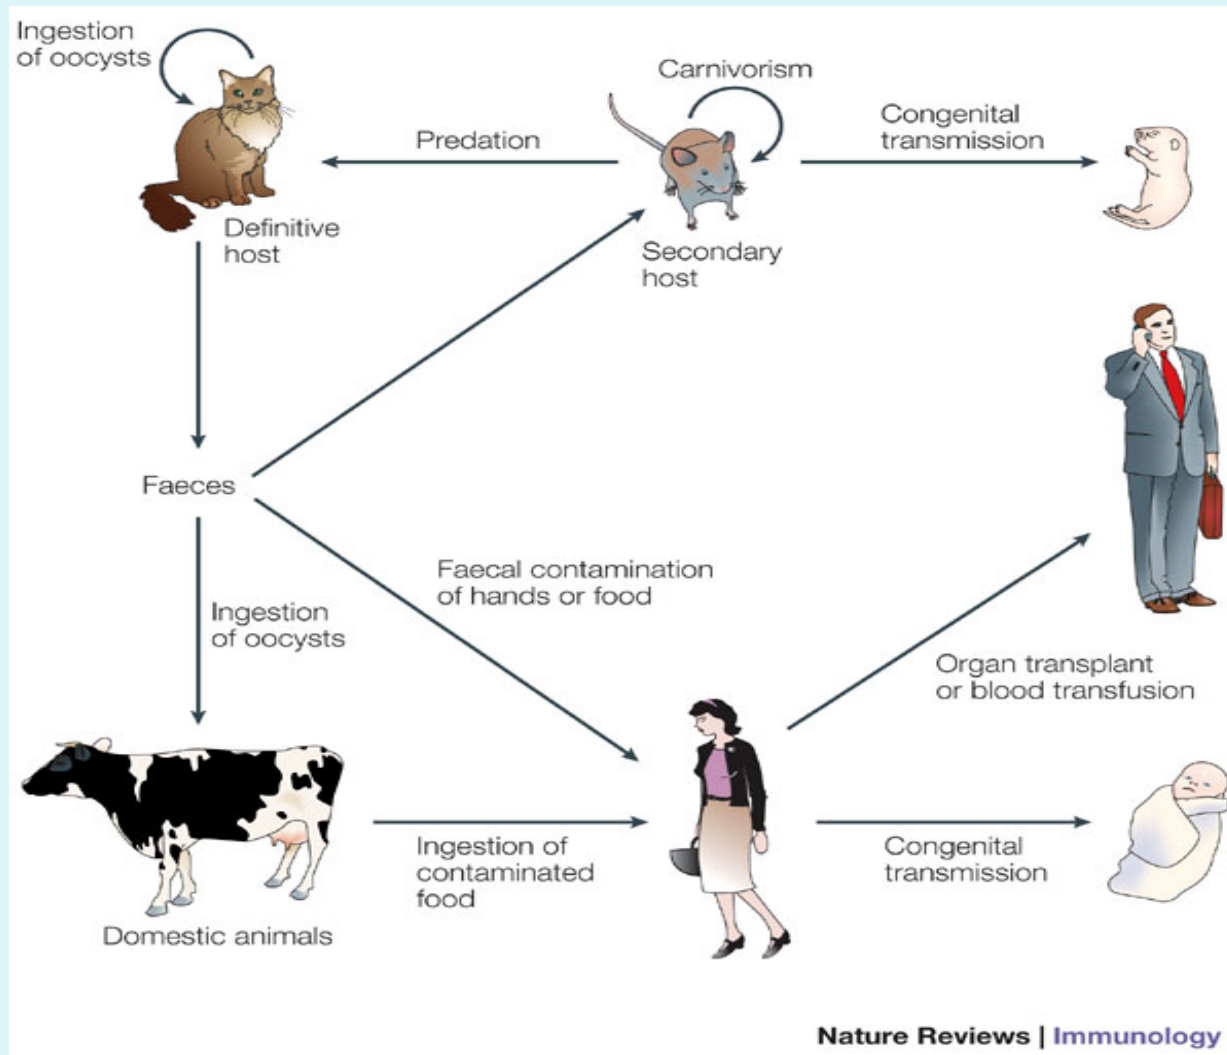 Ingestion
of oocysts
Carnivorism
Predation
Congenital
transmission
Definitive
host
Secondary
host
Faeces
Faecal contamination
of hands or food
Ingestion
of oocysts
Organ transplant
or blood transfusion
Ingestion of
contaminated
food
Congenital
transmission
Domestic animals
Nature Reviews | Immunology